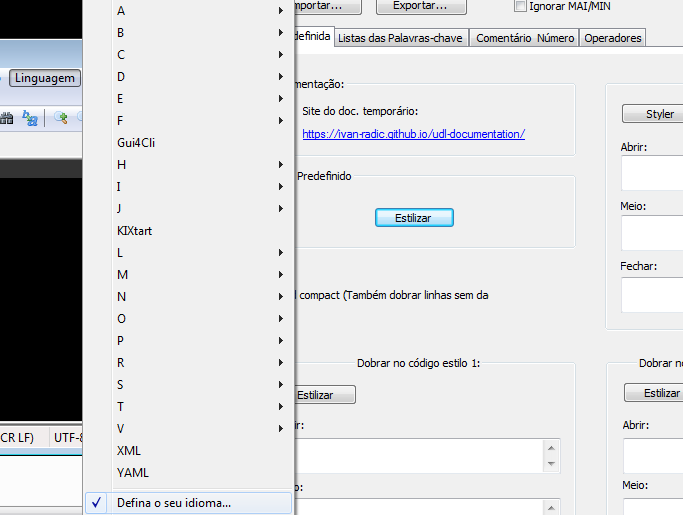 Linguagem
CR LF)
UTF-8
A
B
C
D
E
F
Gui4Cli
H
I
J
KIXtart
L
M
N
O
P
R
S
T
V
XML
YAML
Defina o seu idioma...
mportar...
Exportar...
Ignorar MAI/MIN
definida
Listas das Palavras-chave
Comentário Número
Operadores
mentação:
Site do doc. temporário:
https://ivan-radic.github.io/udl-documentation/
Predefinido
Estilizar
l compact (Também dobrar linhas sem da
Dobrar no código estilo 1:
Estilizar
ir:
o:
Styler
Abrir:
Meio:
Fechar:
Dobrar no
Estilizar
Abrir:
Meio: